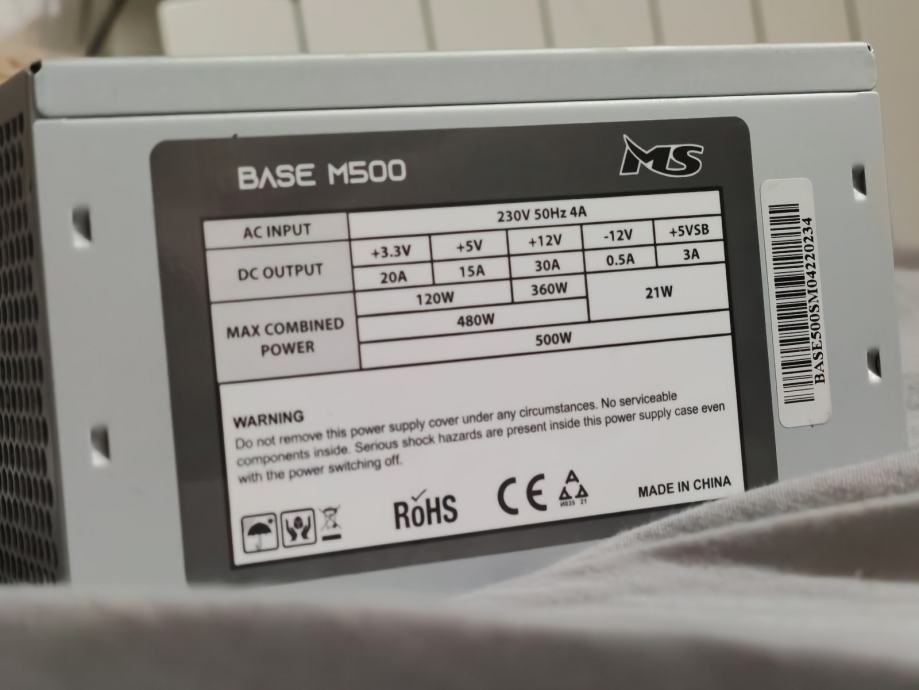 BASE M500
MS
AC INPUT 230V 50Hz 4A
DC OUTPUT +3.3V +5V +12V -12V +5VSB
20A 15A 30A 0.5A 3A
MAX COMBINED POWER 120W 360W 21W
480W
500W
WARNING
Do not remove this power supply cover under any circumstances. No serviceable
components inside. Serious shock hazards are present inside this power supply case even
with the power switching off.
RoHS CE MADE IN CHINA
BASE500SM04220234